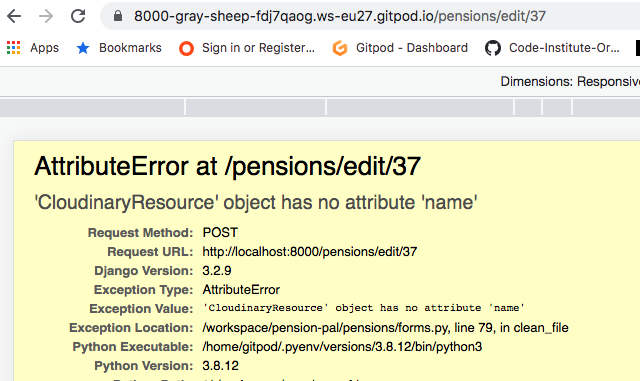 8000-gray-sheep-fdj7qaog.ws-eu27.gitpod.io/pensions/edit/37
Apps Bookmarks Sign in or Register… Gitpod - Dashboard Code-Institute-Or…
Dimensions: Responsive
AttributeError at /pensions/edit/37
'CloudinaryResource' object has no attribute 'name'
Request Method: POST
Request URL: http://localhost:8000/pensions/edit/37
Django Version: 3.2.9
Exception Type: AttributeError
Exception Value: 'CloudinaryResource' object has no attribute 'name'
Exception Location: /workspace/pension-pal/pensions/forms.py, line 79, in clean_file
Python Executable: /home/gitpod/.pyenv/versions/3.8.12/bin/python3
Python Version: 3.8.12